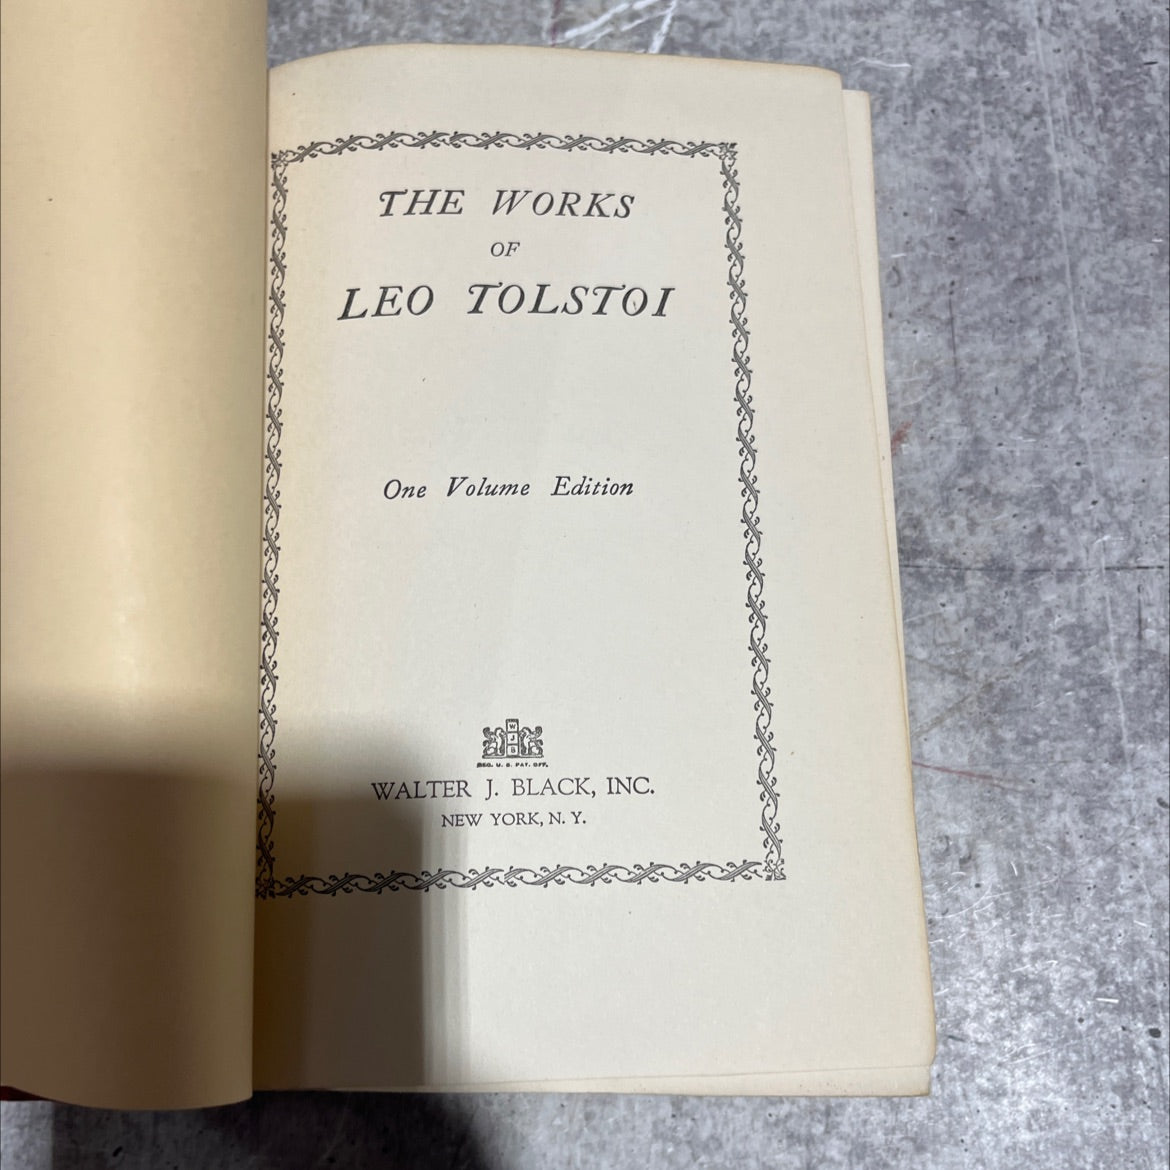 THE WORKS
OF
LEO TOLSTOI
One Volume Edition
W
J
B
REG. U. S. PAT. OFF.
WALTER J. BLACK, INC.
NEW YORK, N. Y.